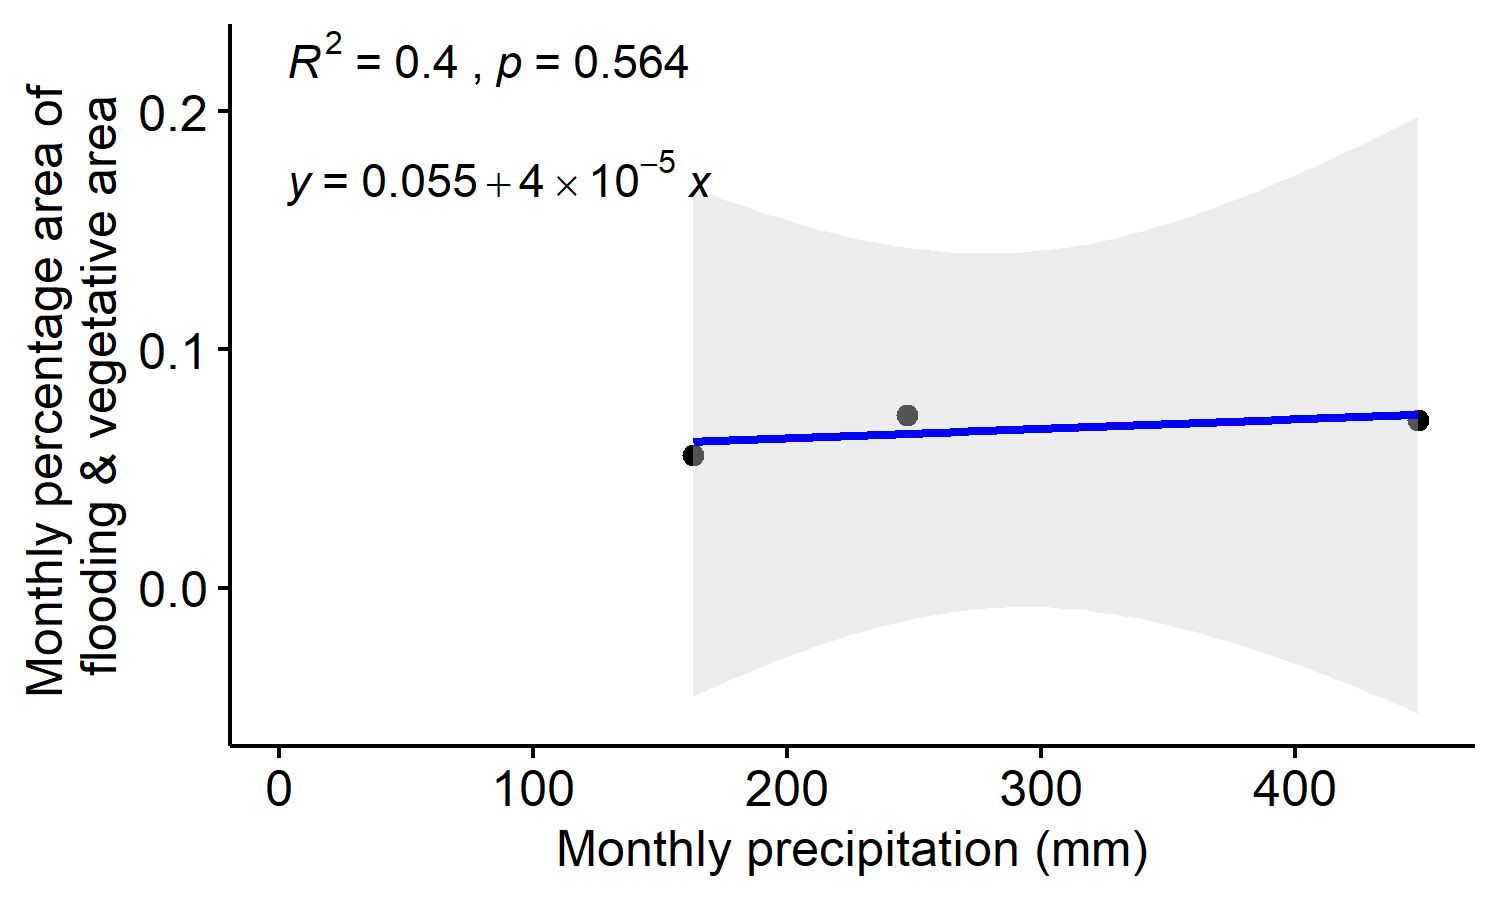 R² = 0.4 , p = 0.564
y = 0.055 + 4 × 10⁻⁵ x
Monthly percentage area of
flooding & vegetative area
0.2
0.1
0.0
0 100 200 300 400
Monthly precipitation (mm)